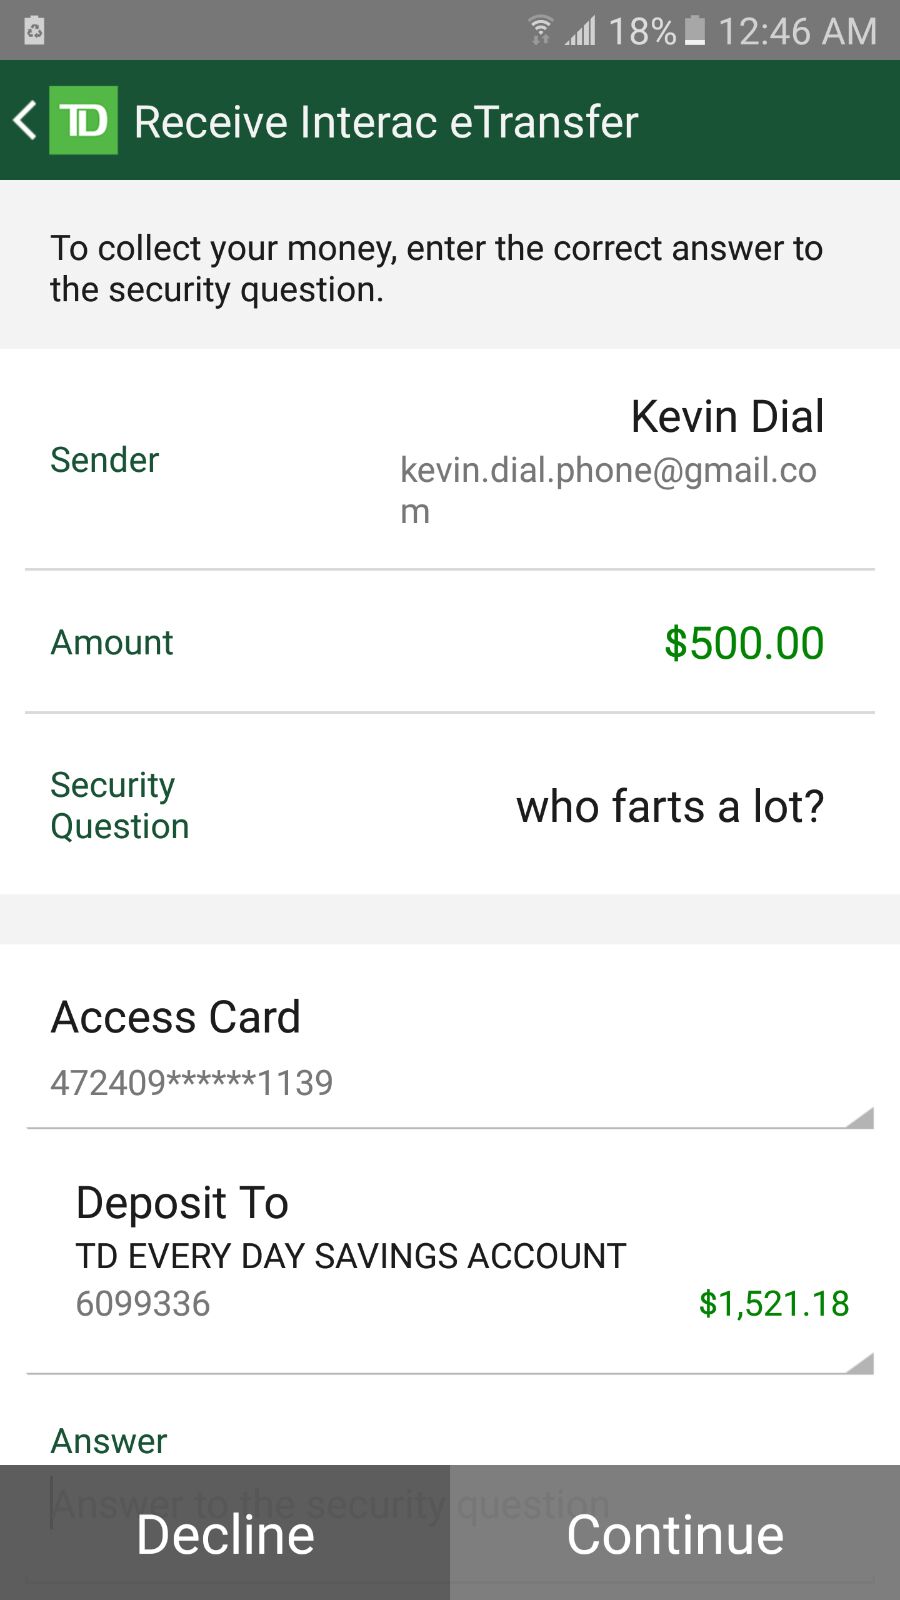 18% 12:46 AM
TD Receive Interac eTransfer
To collect your money, enter the correct answer to
the security question.
Sender
Kevin Dial
kevin.dial.phone@gmail.co
m
Amount $500.00
Security
Question
who farts a lot?
Access Card
472409******1139
Deposit To
TD EVERY DAY SAVINGS ACCOUNT
6099336 $1,521.18
Answer
Answer to the security question
Decline Continue